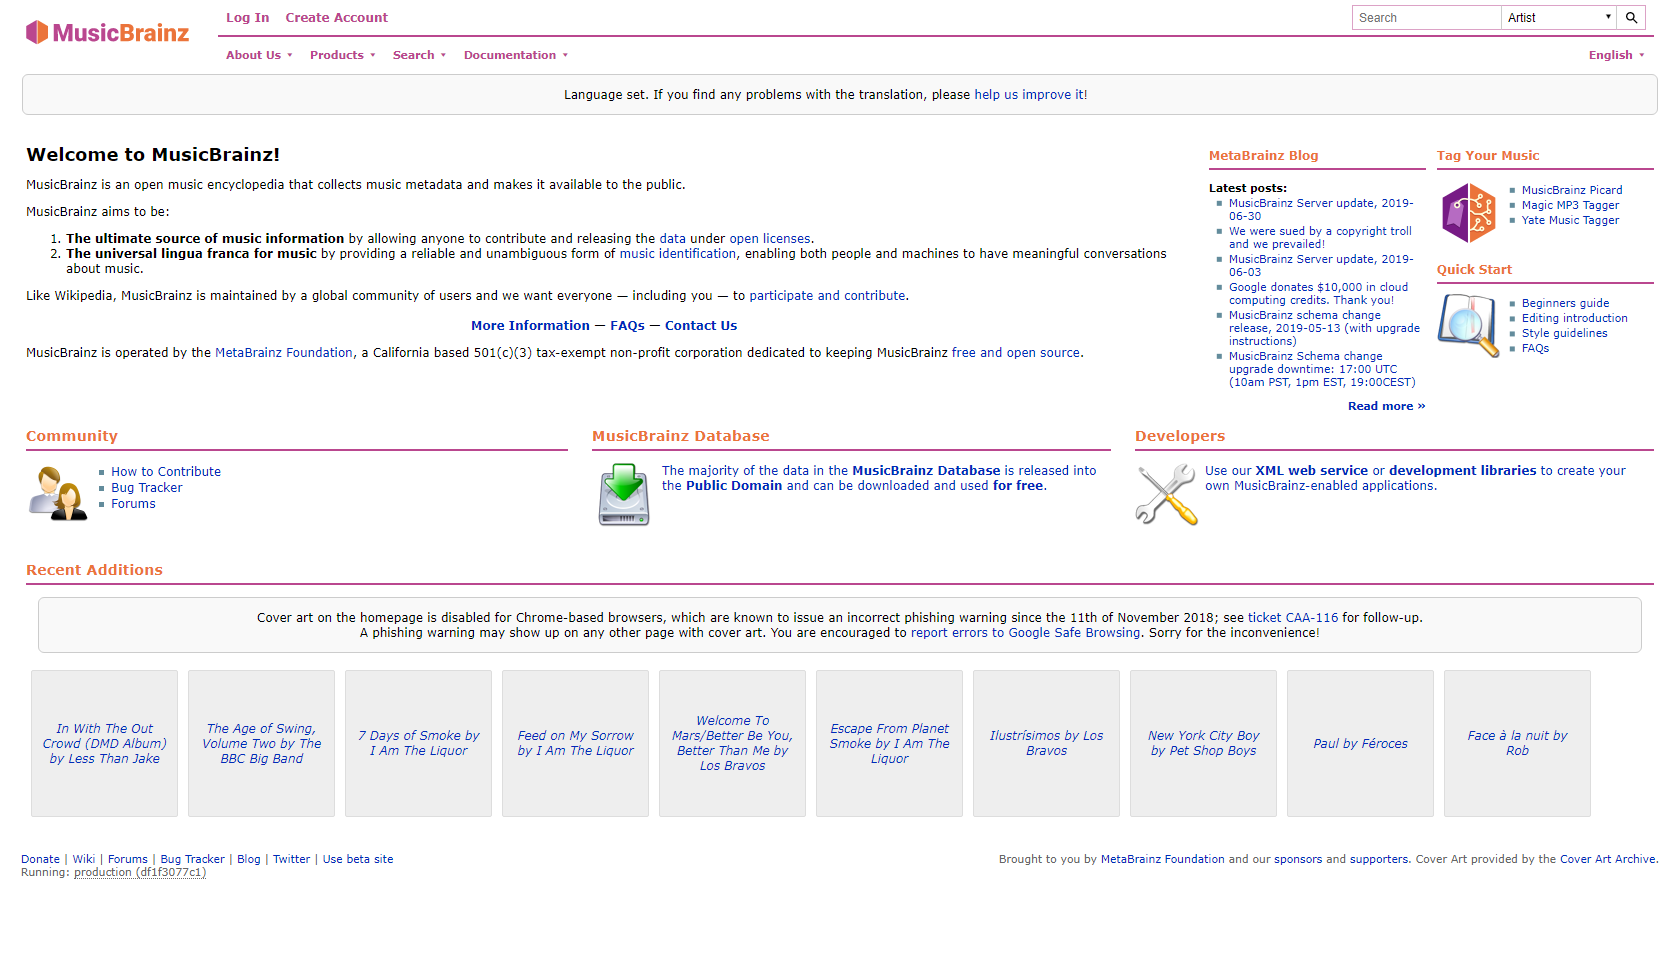 MusicBrainz
Log In Create Account
Search Artist
About Us Products Search Documentation
English
Language set. If you find any problems with the translation, please help us improve it!
Welcome to MusicBrainz!
MusicBrainz is an open music encyclopedia that collects music metadata and makes it available to the public.
MusicBrainz aims to be:
1. The ultimate source of music information by allowing anyone to contribute and releasing the data under open licenses.
2. The universal lingua franca for music by providing a reliable and unambiguous form of music identification, enabling both people and machines to have meaningful conversations
about music.
Like Wikipedia, MusicBrainz is maintained by a global community of users and we want everyone — including you — to participate and contribute.
More Information — FAQs — Contact Us
MusicBrainz is operated by the MetaBrainz Foundation, a California based 501(c)(3) tax-exempt non-profit corporation dedicated to keeping MusicBrainz free and open source.
MetaBrainz Blog
Latest posts:
MusicBrainz Server update, 2019-
06-30
We were sued by a copyright troll
and we prevailed!
MusicBrainz Server update, 2019-
06-03
Google donates $10,000 in cloud
computing credits. Thank you!
MusicBrainz schema change
release, 2019-05-13 (with upgrade
instructions)
MusicBrainz Schema change
upgrade downtime: 17:00 UTC
(10am PST, 1pm EST, 19:00CEST)
Read more »
Tag Your Music
MusicBrainz Picard
Magic MP3 Tagger
Yate Music Tagger
Quick Start
Beginners guide
Editing introduction
Style guidelines
FAQs
Community
How to Contribute
Bug Tracker
Forums
MusicBrainz Database
The majority of the data in the MusicBrainz Database is released into
the Public Domain and can be downloaded and used for free.
Developers
Use our XML web service or development libraries to create your
own MusicBrainz-enabled applications.
Recent Additions
Cover art on the homepage is disabled for Chrome-based browsers, which are known to issue an incorrect phishing warning since the 11th of November 2018; see ticket CAA-116 for follow-up.
A phishing warning may show up on any other page with cover art. You are encouraged to report errors to Google Safe Browsing. Sorry for the inconvenience!
In With The Out
Crowd (DMD Album)
by Less Than Jake
The Age of Swing,
Volume Two by The
BBC Big Band
7 Days of Smoke by
I Am The Liquor
Feed on My Sorrow
by I Am The Liquor
Welcome To
Mars/Better Be You,
Better Than Me by
Los Bravos
Escape From Planet
Smoke by I Am The
Liquor
Ilustrísimos by Los
Bravos
New York City Boy
by Pet Shop Boys
Paul by Féroces
Face à la nuit by
Rob
Donate | Wiki | Forums | Bug Tracker | Blog | Twitter | Use beta site
Running: production (df1f3077c1)
Brought to you by MetaBrainz Foundation and our sponsors and supporters. Cover Art provided by the Cover Art Archive.